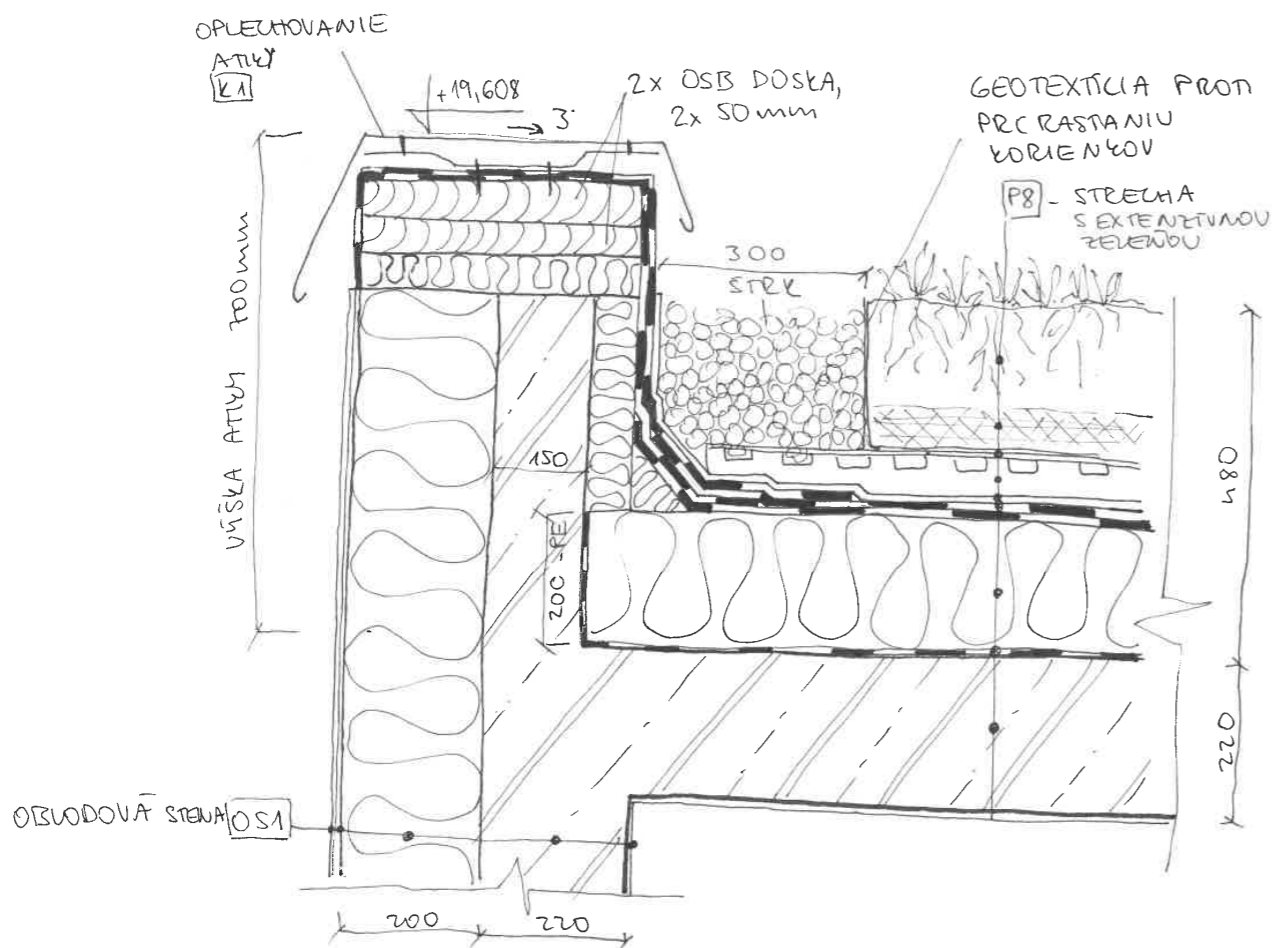 OPLECHOVANIE
ATIKY
K1
+19,608
3°
2x OSB DOSKA,
2x 50mm
GEOTEXTÍLIA PROTI
PRERASTANIU
KORIENKOV
P8 - STRECHA
S EXTENZÍVNOU
ZELEŇOU
300
ŠTRK
VÝŠKA ATIKY 700mm
150
200 - PE
480
220
OBVODOVÁ STENA OS1
200
220